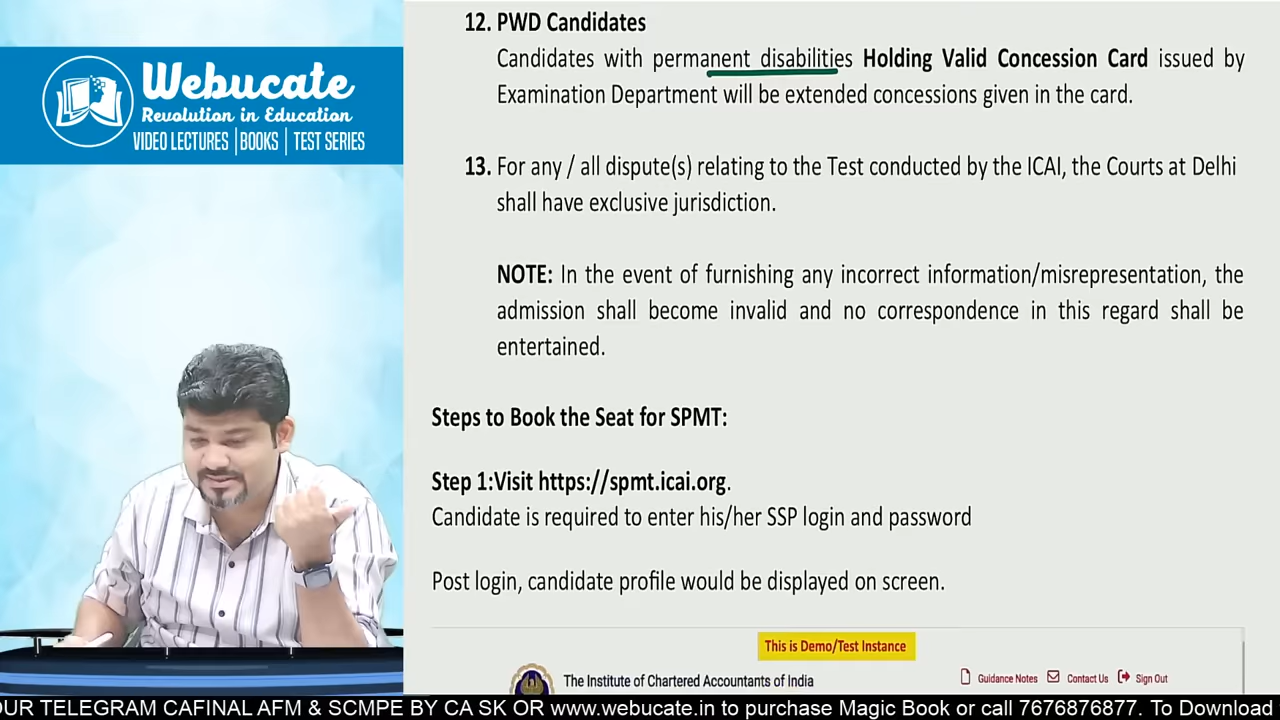 Webucate
Revolution in Education
VIDEO LECTURES | BOOKS | TEST SERIES
12. PWD Candidates
Candidates with permanent disabilities Holding Valid Concession Card issued by
Examination Department will be extended concessions given in the card.
13. For any / all dispute(s) relating to the Test conducted by the ICAI, the Courts at Delhi
shall have exclusive jurisdiction.
NOTE: In the event of furnishing any incorrect information/misrepresentation, the
admission shall become invalid and no correspondence in this regard shall be
entertained.
Steps to Book the Seat for SPMT:
Step 1:Visit https://spmt.icai.org.
Candidate is required to enter his/her SSP login and password
Post login, candidate profile would be displayed on screen.
This is Demo/Test Instance
The Institute of Chartered Accountants of India
Guidance Notes Contact Us Sign Out
OUR TELEGRAM CAFINAL AFM & SCMPE BY CA SK OR www.webucate.in to purchase Magic Book or call 7676876877. To Download